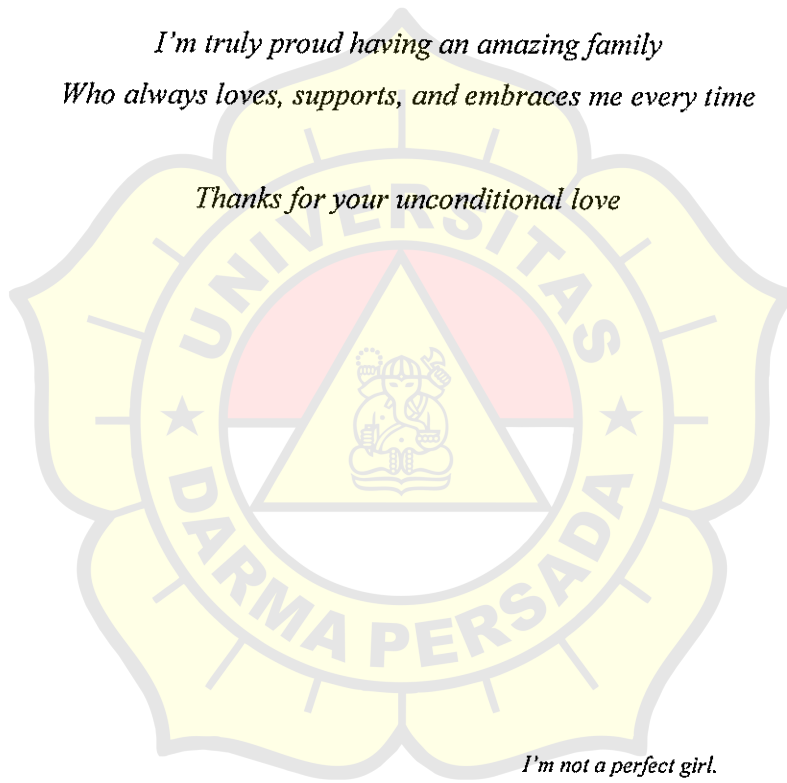 I'm truly proud having an amazing family
Who always loves, supports, and embraces me every time
Thanks for your unconditional love
UNIVERSITAS
DARMA PERSADA
I'm not a perfect girl.